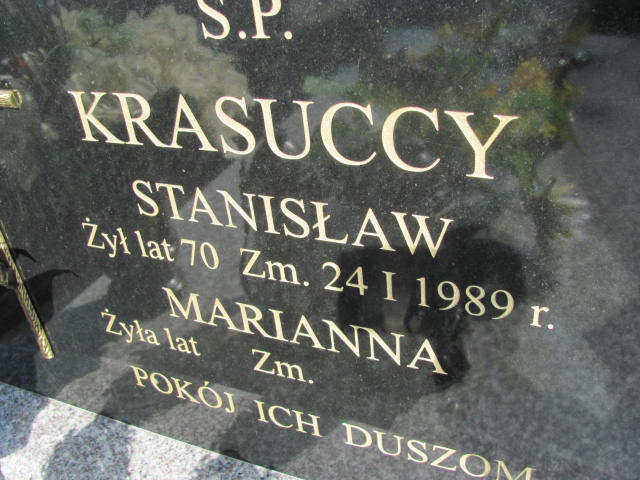 Ś.P.
KRASUCCY
STANISŁAW
Żył lat 70 Zm. 24 I 1989 r.
MARIANNA
Żyła lat Zm.
POKÓJ ICH DUSZOM